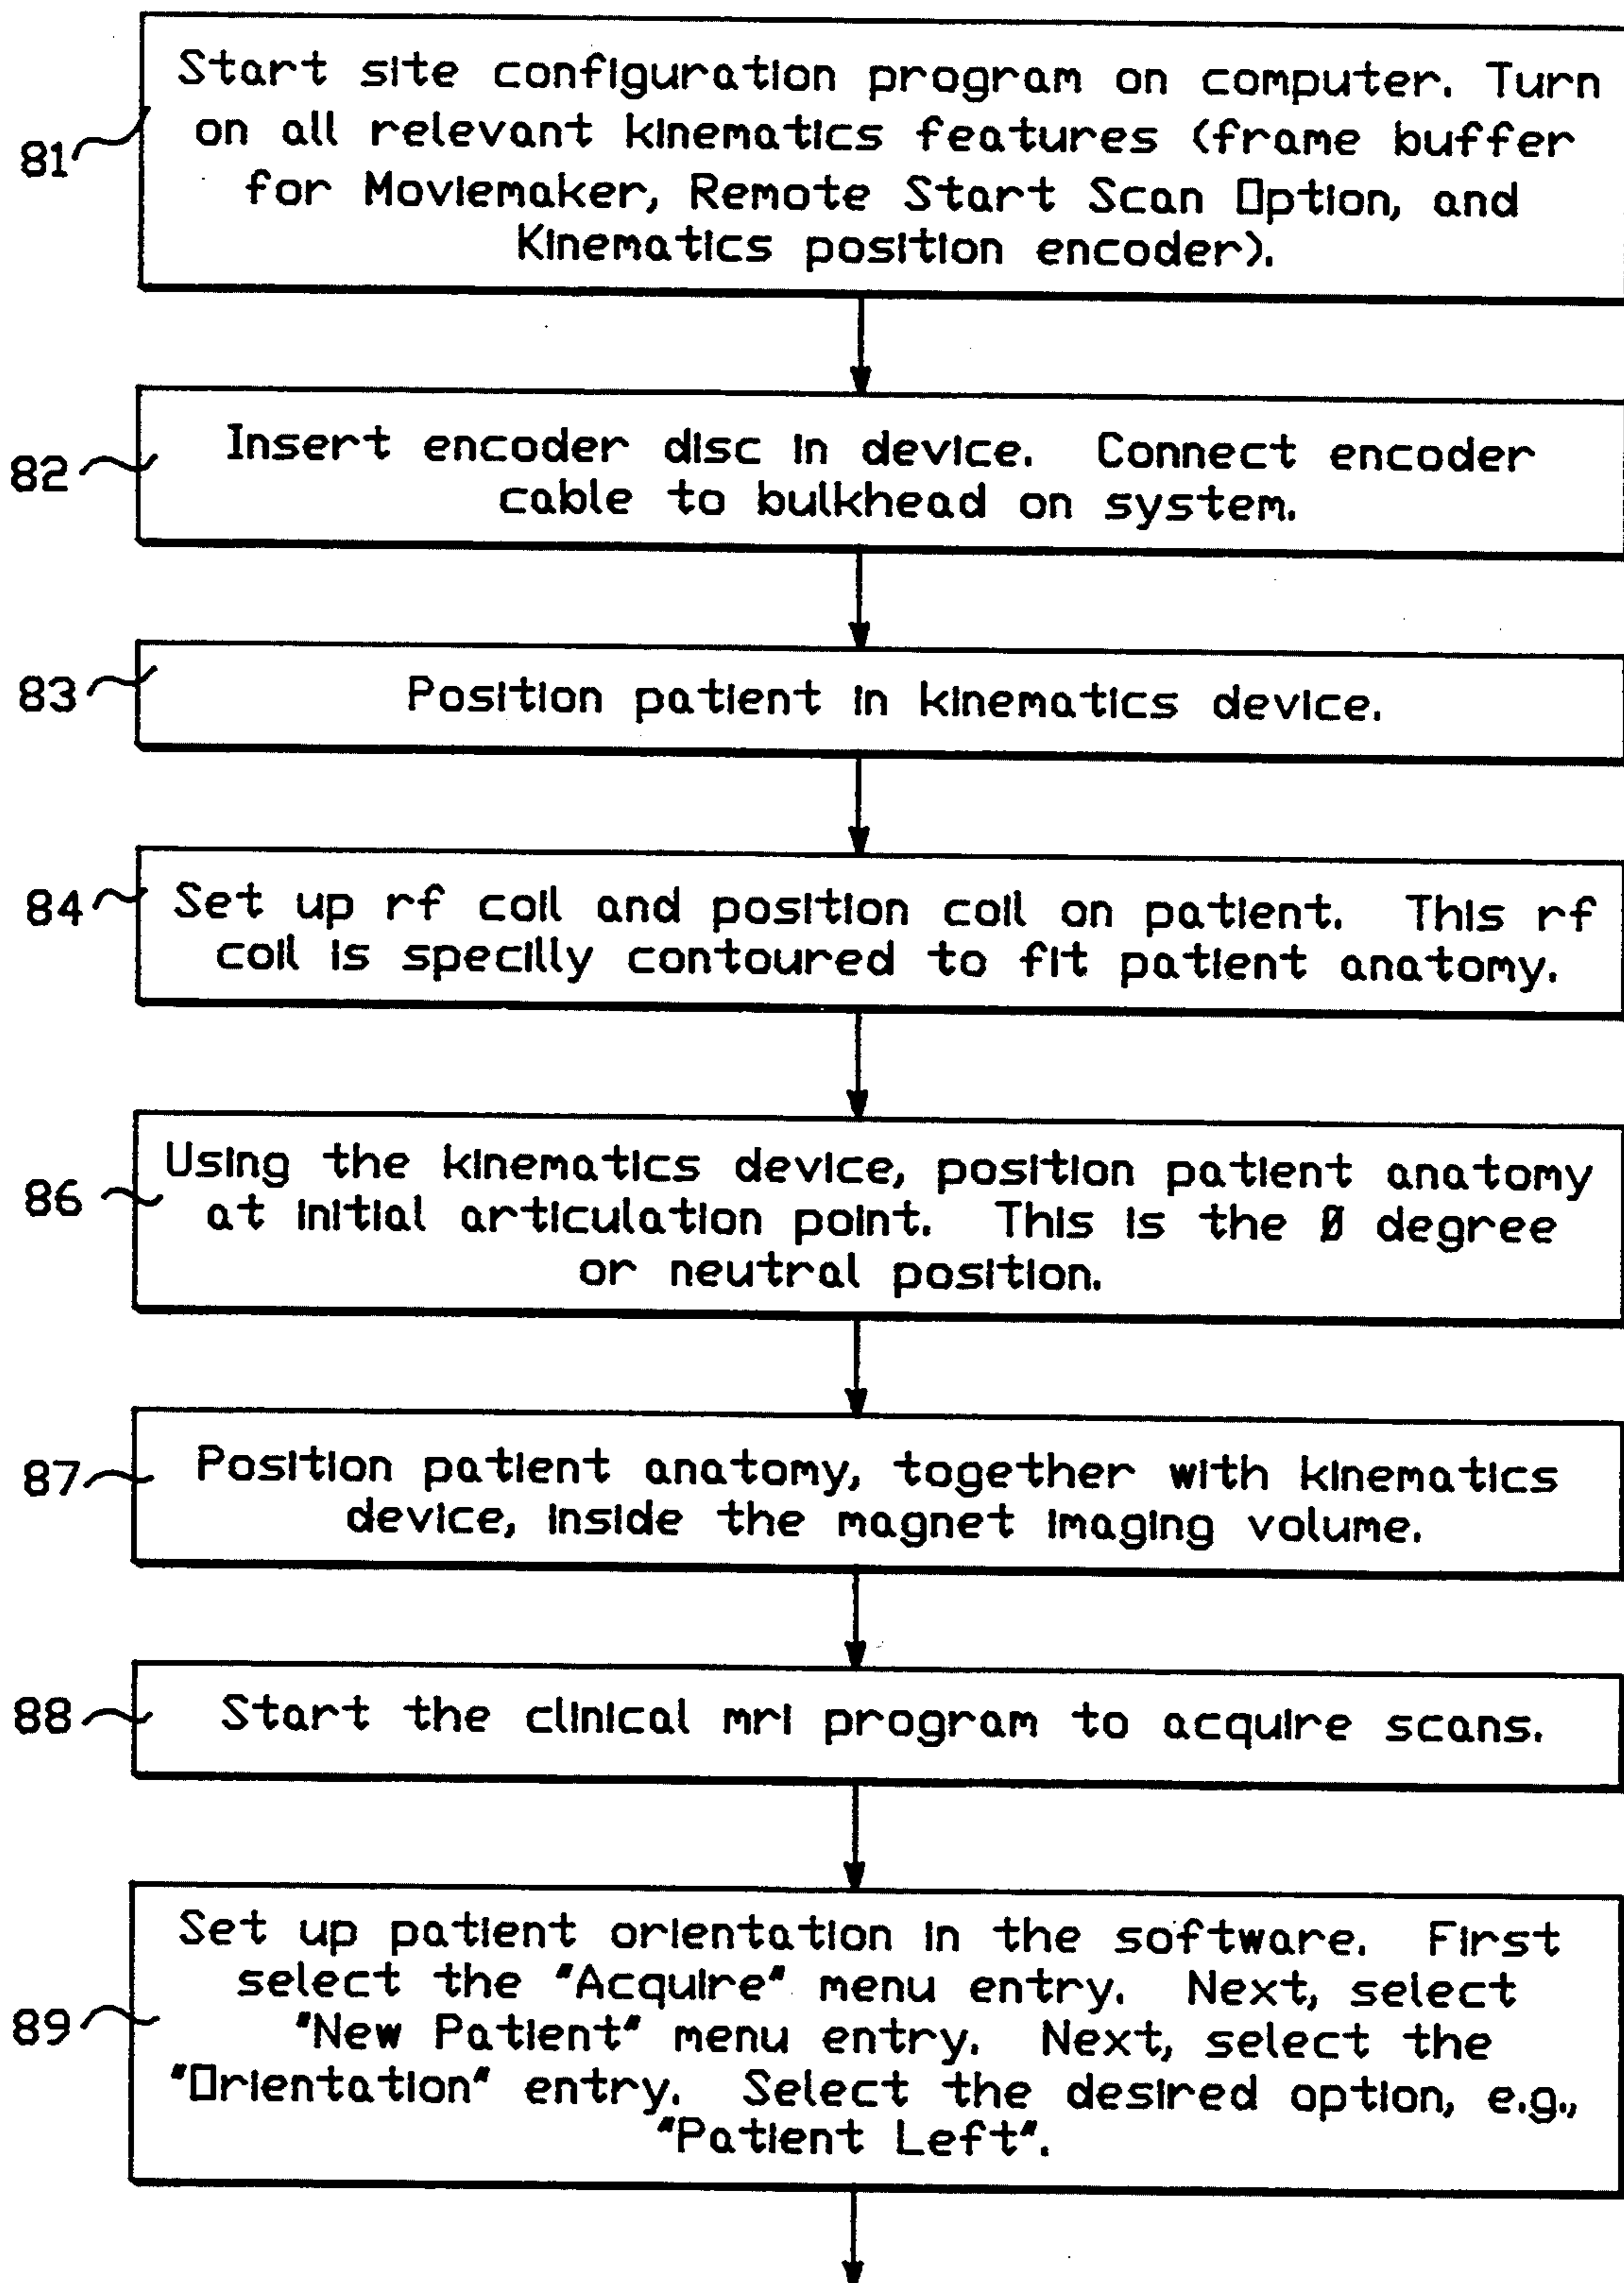 81
Start site configuration program on computer. Turn
on all relevant kinematics features (frame buffer
for Moviemaker, Remote Start Scan Option, and
Kinematics position encoder).
82
Insert encoder disc in device. Connect encoder
cable to bulkhead on system.
83
Position patient in kinematics device.
84
Set up rf coil and position coil on patient. This rf
coil is specilly contoured to fit patient anatomy.
86
Using the kinematics device, position patient anatomy
at initial articulation point. This is the 0 degree
or neutral position.
87
Position patient anatomy, together with kinematics
device, inside the magnet imaging volume.
88
Start the clinical mri program to acquire scans.
89
Set up patient orientation in the software. First
select the "Acquire" menu entry. Next, select
"New Patient" menu entry. Next, select the
"Orientation" entry. Select the desired option, e.g.,
"Patient Left".